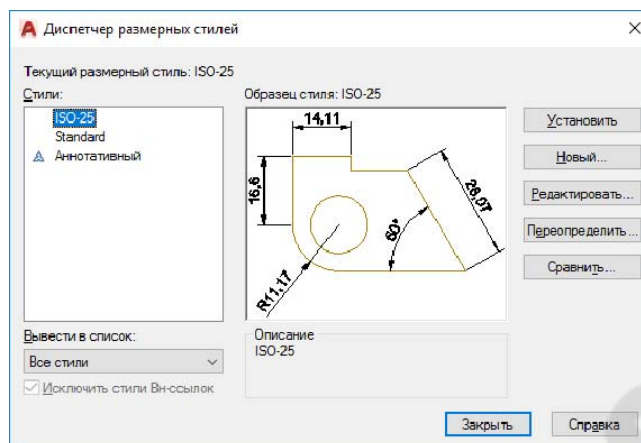 Диспетчер размерных стилей
Текущий размерный стиль: ISO-25
Стили:
ISO-25
Standard
Аннотативный
Образец стиля: ISO-25
14,11
16,6
R11,17
60°
26,07
Установить
Новый...
Редактировать...
Переопределить...
Сравнить...
Вывести в список:
Все стили
Исключить стили Вн-ссылок
Описание
ISO-25
Закрыть
Справка